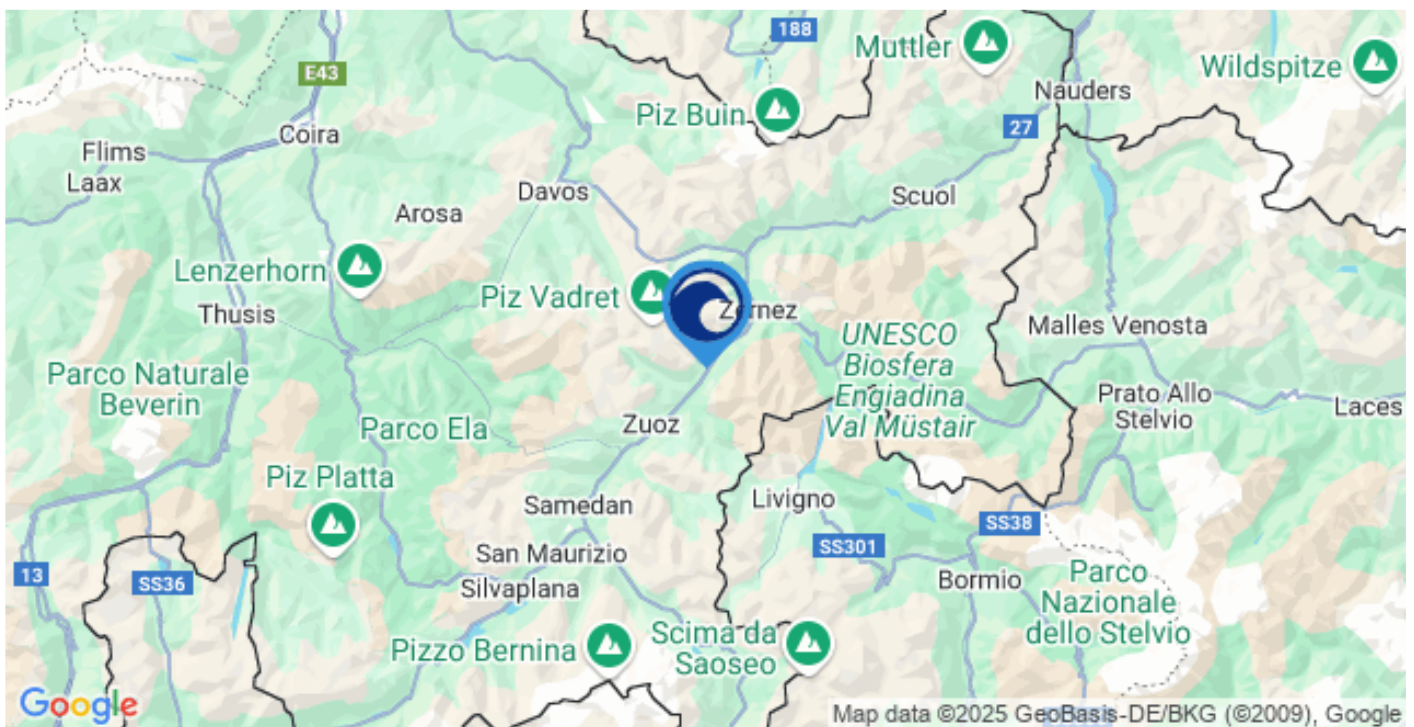 188
Muttler
Wildspitze
E43
Nauders
Piz Buin
27
Coira
Flims
Laax
Davos
Scuol
Arosa
Lenzerhorn
Piz Vadret
Zernez
Thusis
Malles Venosta
UNESCO
Biosfera
Engiadina
Val Müstair
Parco Naturale
Beverin
Prato Allo
Stelvio
Laces
Zuoz
Parco Ela
Piz Platta
Samedan
Livigno
SS38
San Maurizio
SS301
13
SS36
Silvaplana
Bormio
Parco
Nazionale
dello Stelvio
Pizzo Bernina
Scima da
Saoseo
Google
Map data ©2025 GeoBasis-DE/BKG (©2009), Google